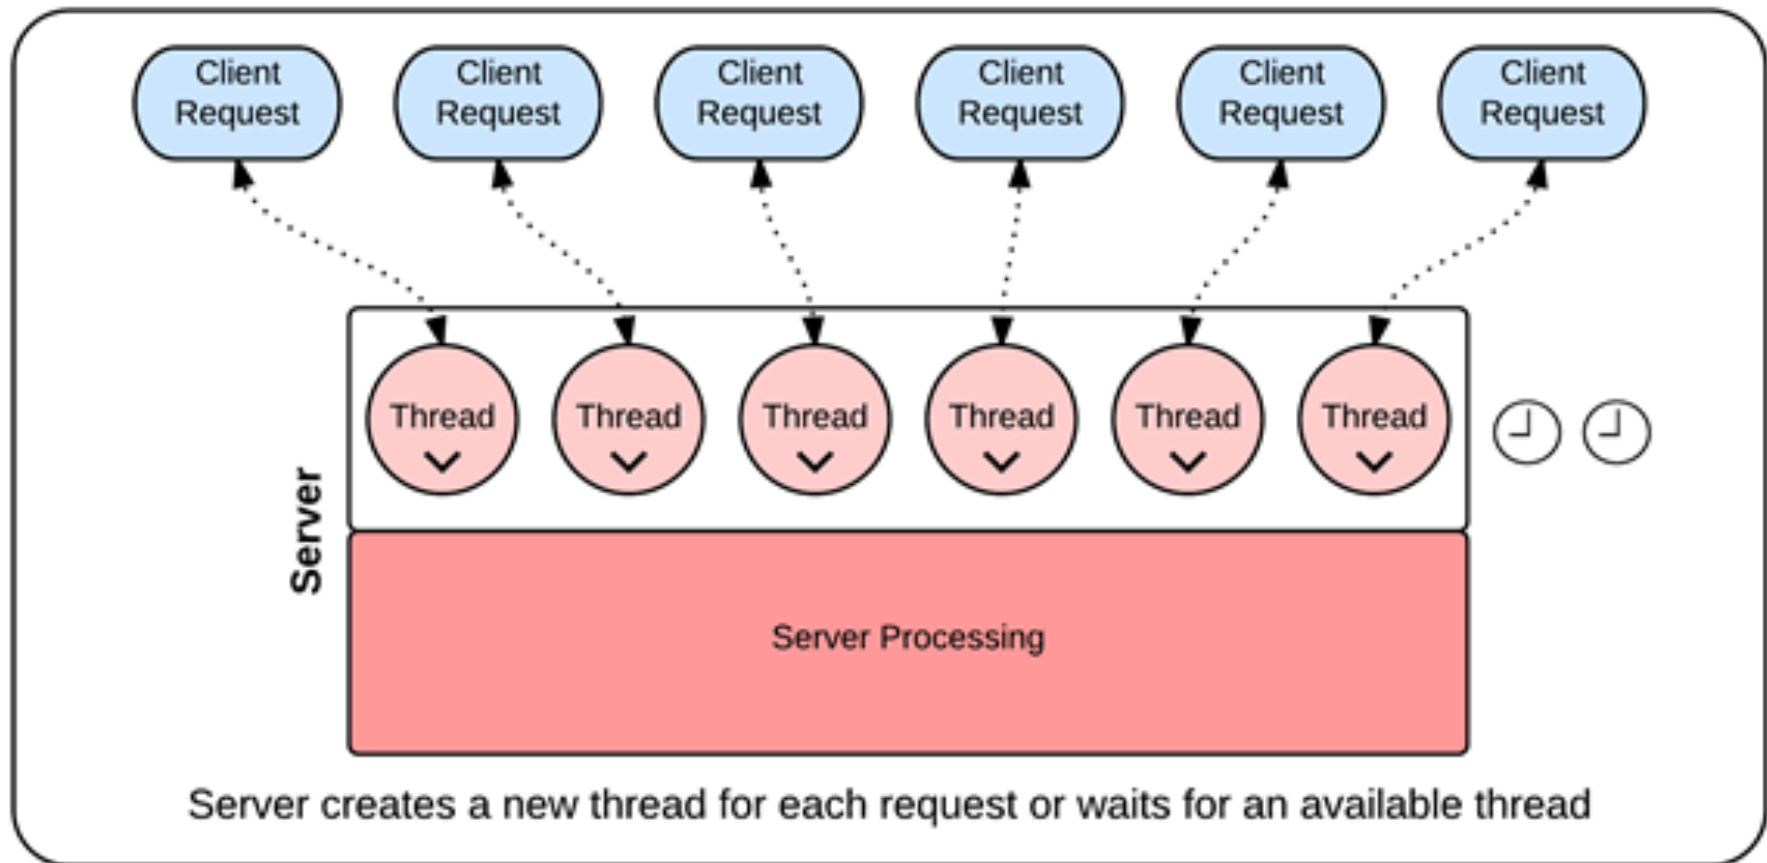 Client
Request
Client
Request
Client
Request
Client
Request
Client
Request
Client
Request
Thread
Thread
Thread
Thread
Thread
Thread
Server
Server Processing
Server creates a new thread for each request or waits for an available thread